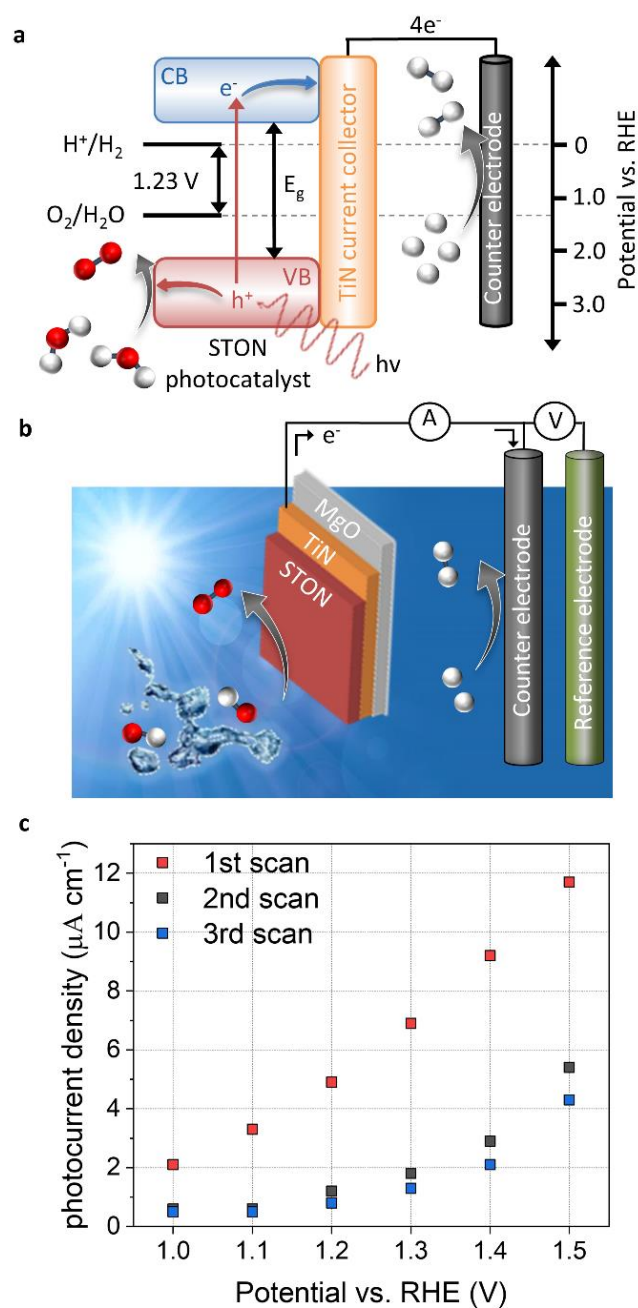 a
4e-
CB
e-
H+/H2
1.23 V
Eg
O2/H2O
VB
h+
hν
STON
photocatalyst
TiN current collector
Counter electrode
0
1.0
2.0
3.0
Potential vs. RHE
b
e-
A
V
MgO
TiN
STON
Counter electrode
Reference electrode
c
1st scan
2nd scan
3rd scan
12
10
8
6
4
2
0
photocurrent density (µA cm-1)
1.0 1.1 1.2 1.3 1.4 1.5
Potential vs. RHE (V)